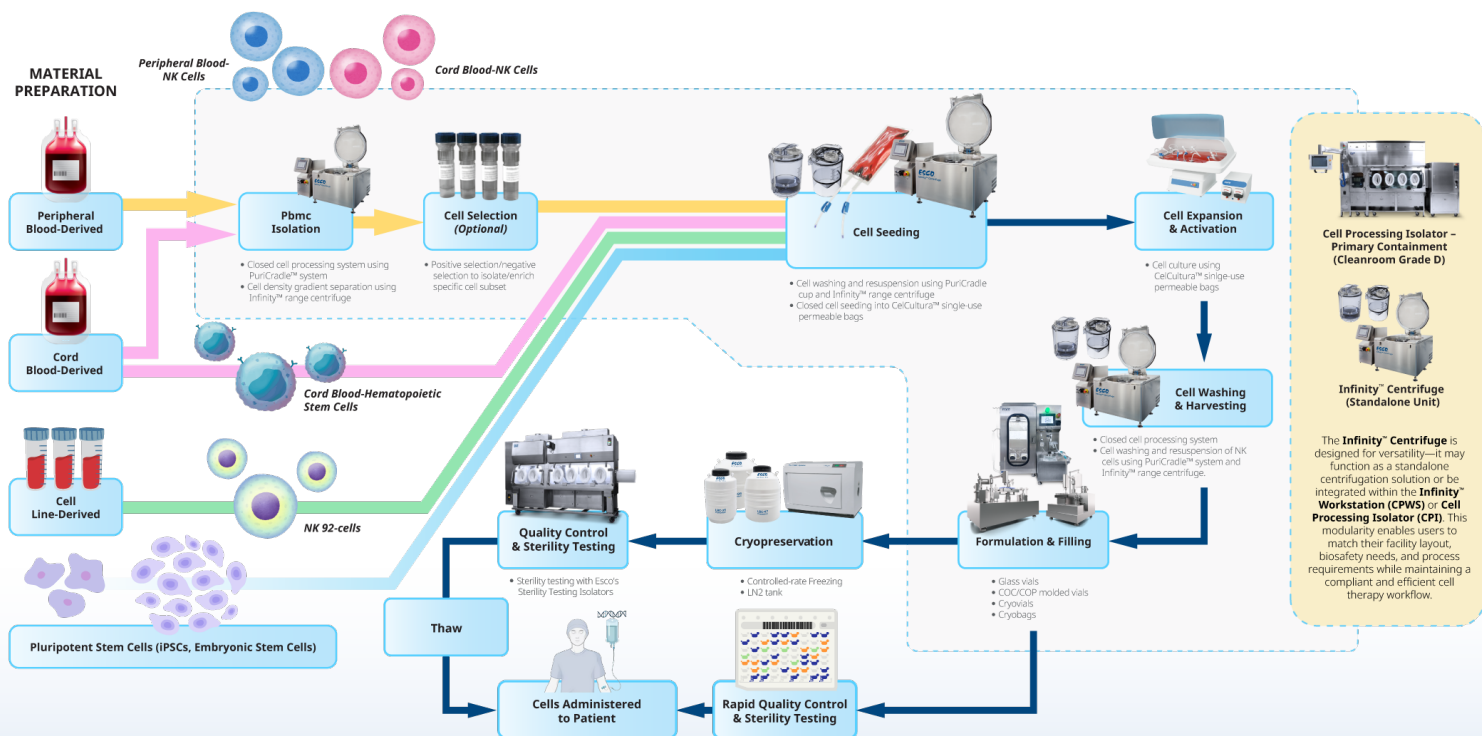 MATERIAL
PREPARATION
Peripheral Blood-
NK Cells
Cord Blood-NK Cells
Peripheral
Blood-Derived
Pbmc
Isolation
• Closed cell processing system using
PuriCradle™ system
• Cell density gradient separation using
Infinity™ range centrifuge
Cell Selection
(Optional)
• Positive selection/negative
selection to isolate/enrich
specific cell subset
ESCO
Cell Seeding
• Cell washing and resuspension using PuriCradle
cup and Infinity™ range centrifuge
• Closed cell seeding into CelCultura™ single-use
permeable bags
Cell Expansion
& Activation
• Cell culture using
CelCultura™ sinlge-use
permeable bags
Cord
Blood-Derived
Cord Blood-Hematopoietic
Stem Cells
Cell Washing
& Harvesting
• Closed cell processing system
• Cell washing and resuspension of NK
cells using PuriCradle™ system and
Infinity™ range centrifuge.
Cell
Line-Derived
NK 92-cells
Quality Control
& Sterility Testing
• Sterility testing with Esco's
Sterility Testing Isolators
Cryopreservation
• Controlled-rate Freezing
• LN2 tank
Formulation & Filling
• Glass vials
• COC/COP molded vials
• Cryovials
• Cryobags
Pluripotent Stem Cells (iPSCs, Embryonic Stem Cells)
Thaw
Cells Administered
to Patient
Rapid Quality Control
& Sterility Testing
Cell Processing Isolator –
Primary Containment
(Cleanroom Grade D)
Infinity™ Centrifuge
(Standalone Unit)
The Infinity™ Centrifuge is
designed for versatility—it may
function as a standalone
centrifugation solution or be
integrated within the Infinity™
Workstation (CPWS) or Cell
Processing Isolator (CPI). This
modularity enables users to
match their facility layout,
biosafety needs, and process
requirements while maintaining a
compliant and efficient cell
therapy workflow.